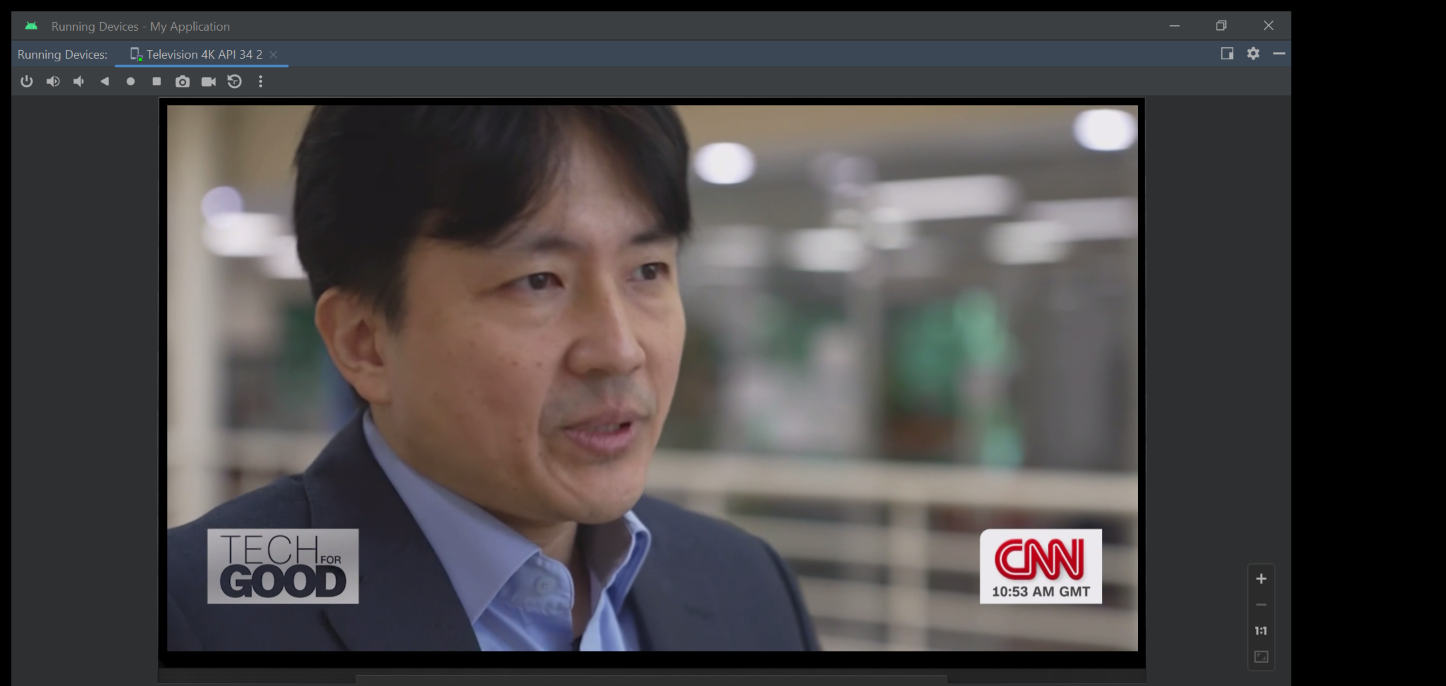 Running Devices - My Application
Running Devices:
Television 4K API 34 2
TECH FOR
GOOD
CNN
10:53 AM GMT
1:1